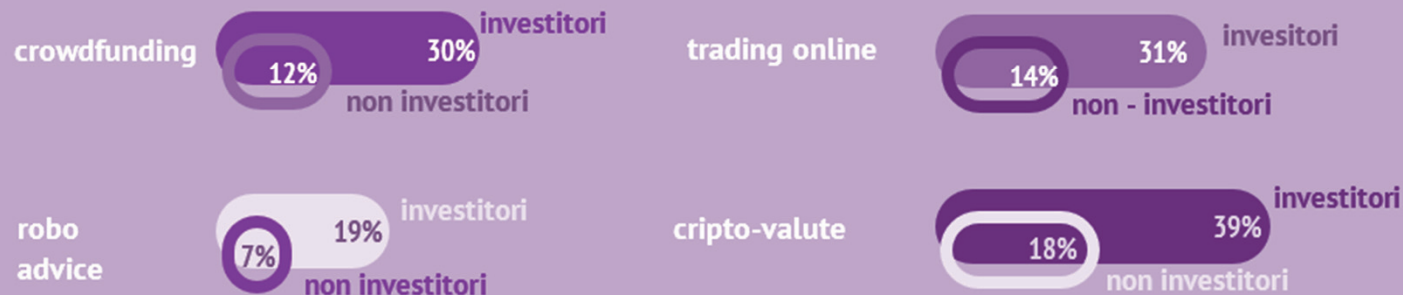 crowdfunding
investitori
30%
12%
non investitori
trading online
invesitori
31%
14%
non - investitori
robo
advice
investitori
19%
7%
non investitori
cripto-valute
investitori
39%
18%
non investitori